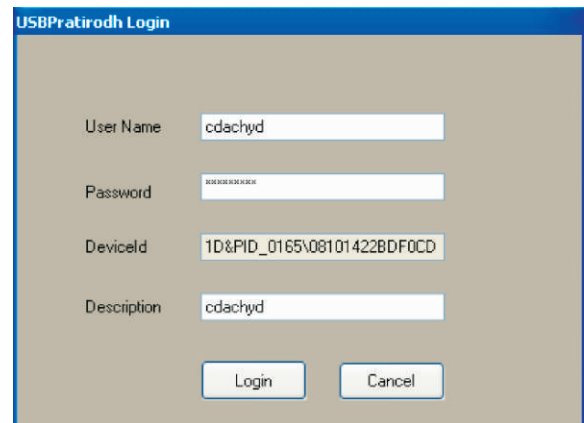 USBPratirodh Login
User Name cdachyd
Password *********
DeviceId 1D&PID_0165\08101422BDF0CD
Description cdachyd
Login Cancel